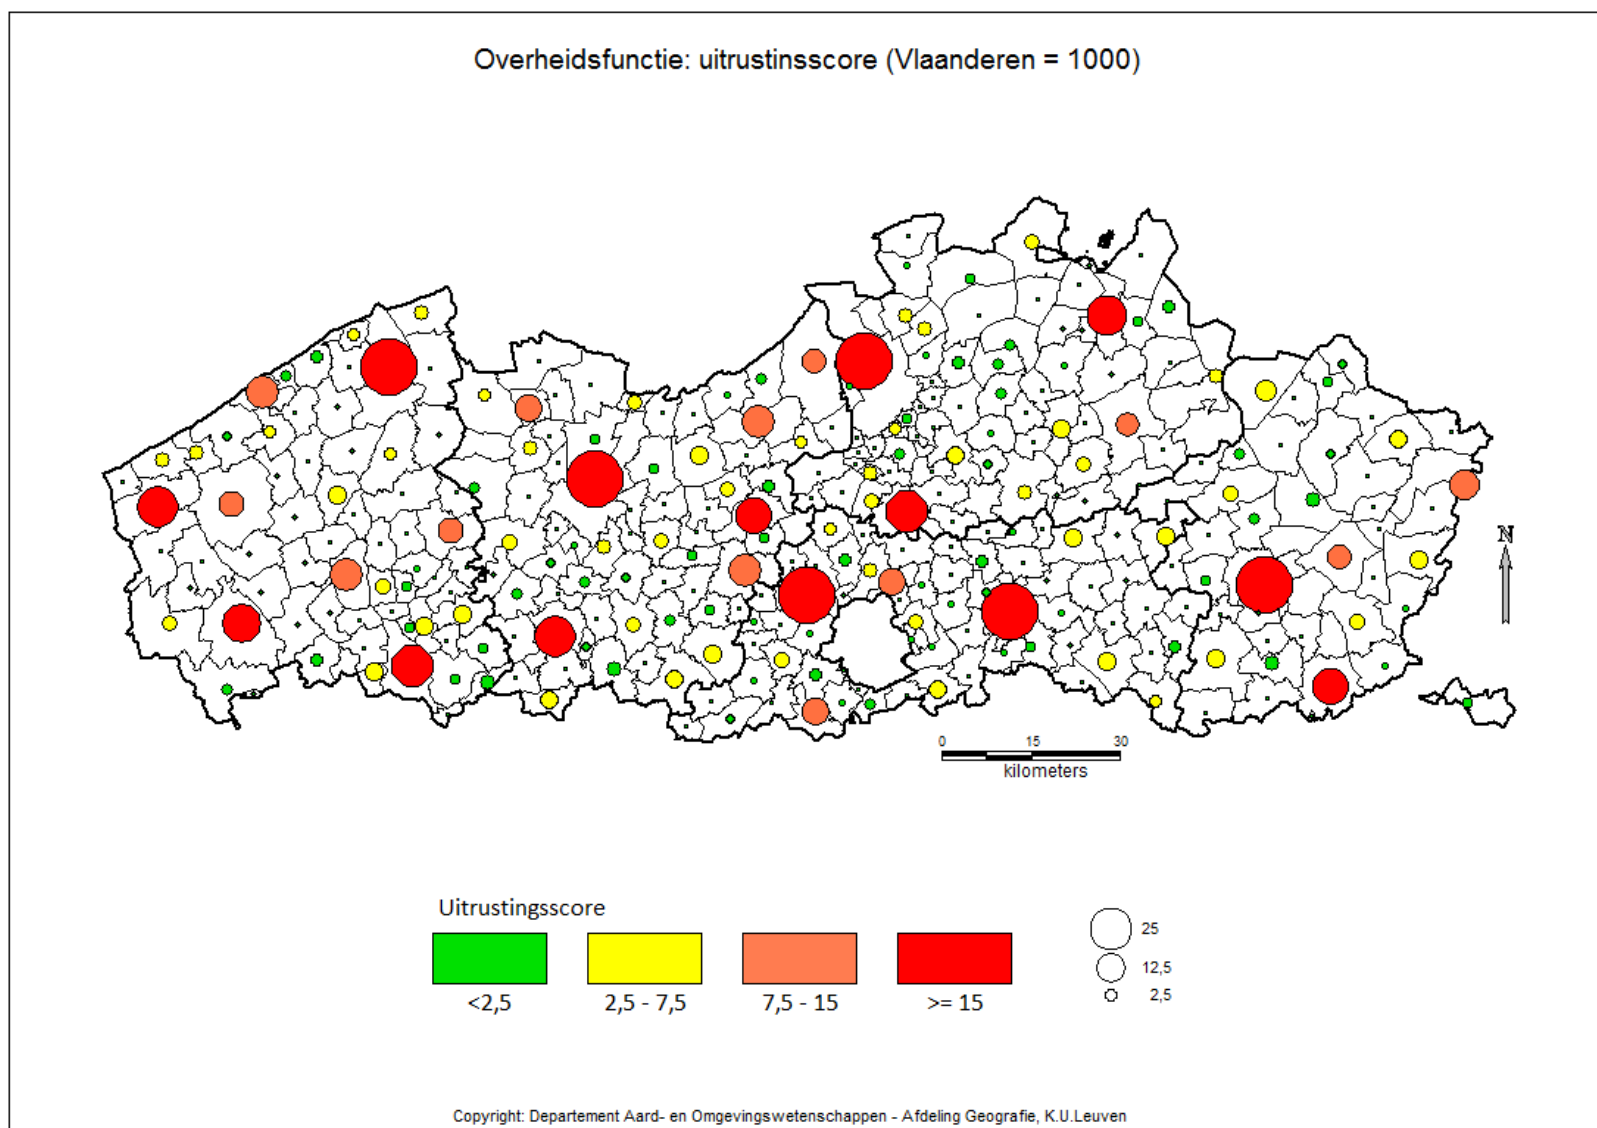 Overheidsfunctie: uitrustinsscore (Vlaanderen = 1000)
N
0 15 30
kilometers
Uitrustingsscore
<2,5 2,5 - 7,5 7,5 - 15 >= 15
25
12,5
2,5
Copyright: Departement Aard- en Omgevingswetenschappen - Afdeling Geografie, K.U.Leuven